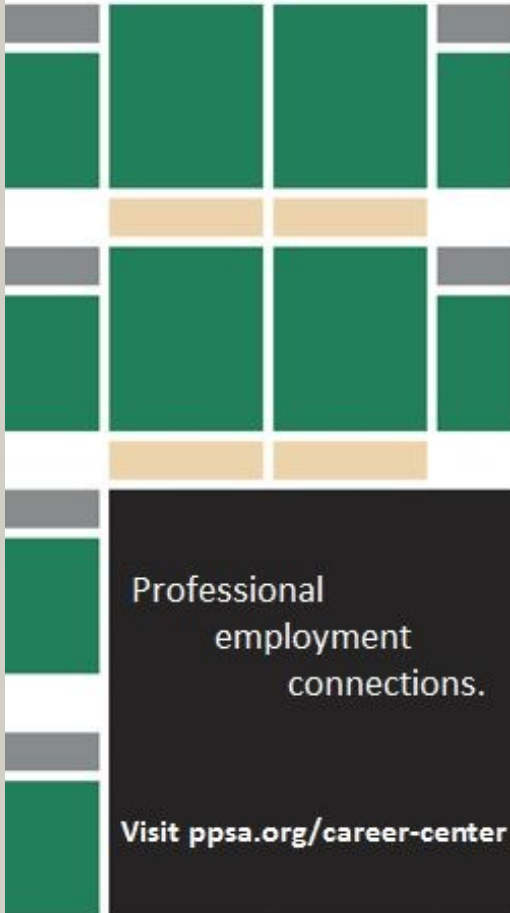 Professional
employment
connections.
Visit ppsa.org/career-center